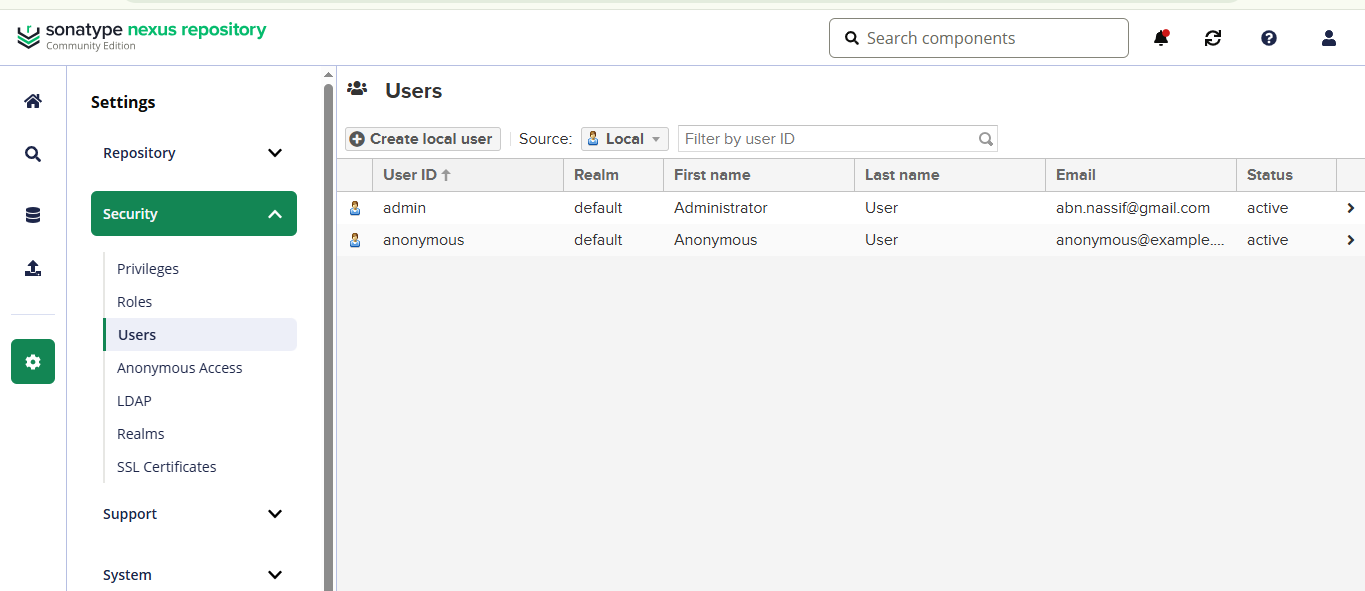 sonatype nexus repository
Community Edition
Search components
Settings
Repository
Security
Privileges
Roles
Users
Anonymous Access
LDAP
Realms
SSL Certificates
Support
System
Users
Create local user Source: Local Filter by user ID
User ID Realm First name Last name Email Status
admin default Administrator User abn.nassif@gmail.com active
anonymous default Anonymous User anonymous@example.... active